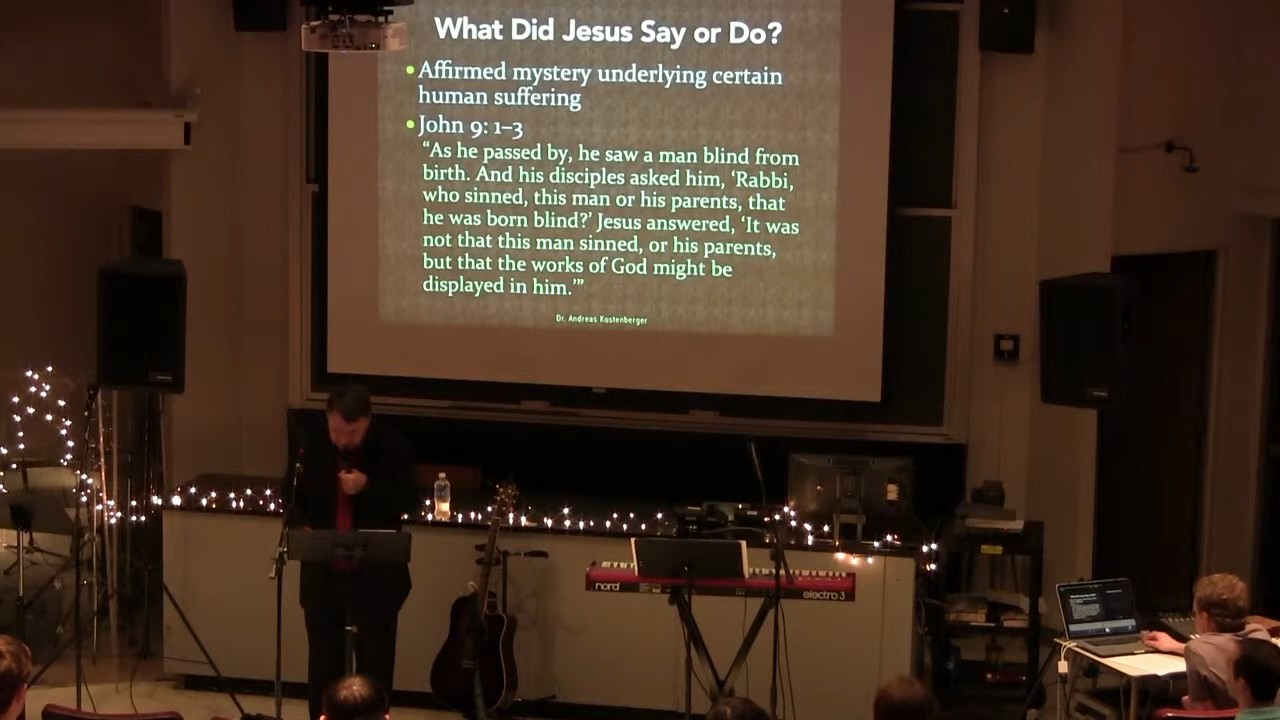 What Did Jesus Say or Do?
• Affirmed mystery underlying certain
human suffering
• John 9: 1–3
“As he passed by, he saw a man blind from
birth. And his disciples asked him, ‘Rabbi,
who sinned, this man or his parents, that
he was born blind?’ Jesus answered, ‘It was
not that this man sinned, or his parents,
but that the works of God might be
displayed in him.’”
Dr. Andreas Kostenberger
nord
electro 3